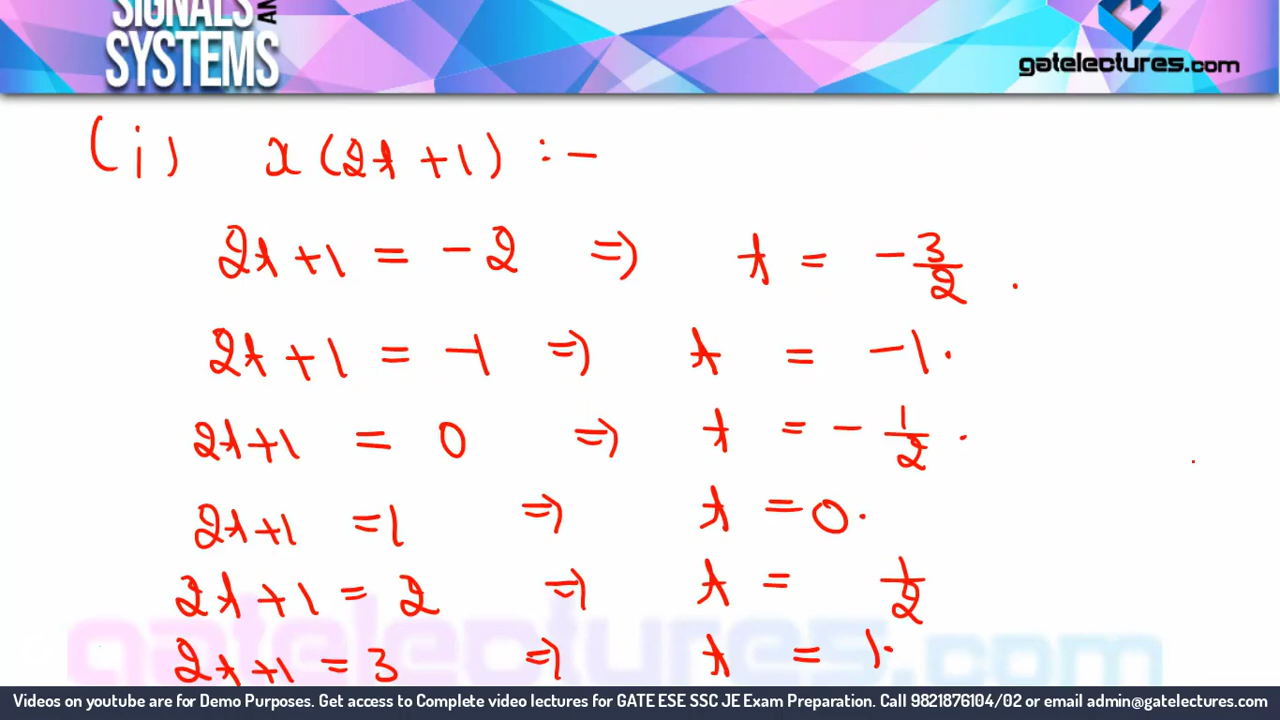 SIGNALS AND
SYSTEMS
gatelectures.com
(i) x(2t+1) :-
2t+1 = -2 ⇒ t = -3/2.
2t+1 = -1 ⇒ t = -1.
2t+1 = 0 ⇒ t = -1/2.
2t+1 = 1 ⇒ t = 0.
2t+1 = 2 ⇒ t = 1/2
2t+1 = 3 ⇒ t = 1.
gatelectures.com
Videos on youtube are for Demo Purposes. Get access to Complete video lectures for GATE ESE SSC JE Exam Preparation. Call 9821876104/02 or email admin@gatelectures.com